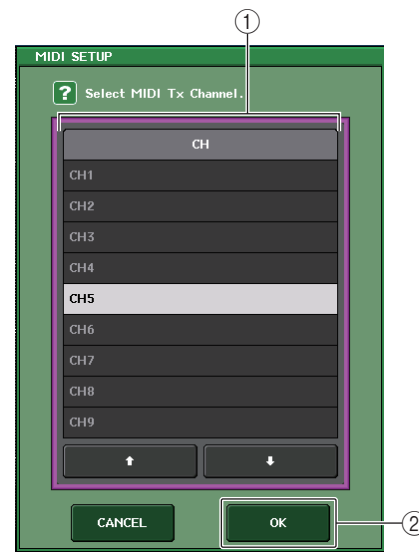 ①
MIDI SETUP
? Select MIDI Tx Channel.
CH
CH1
CH2
CH3
CH4
CH5
CH6
CH7
CH8
CH9
CANCEL
OK
②